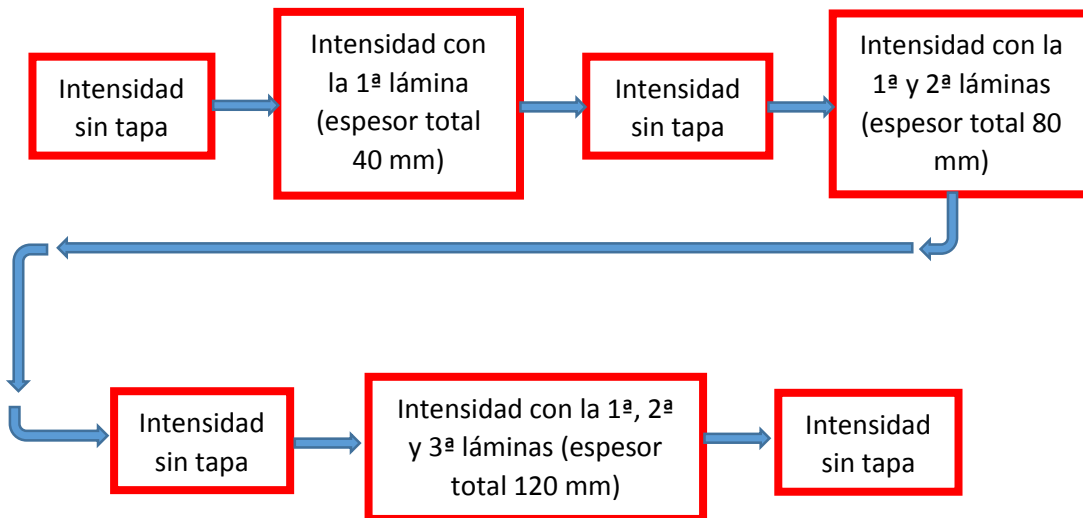 Intensidad
sin tapa
Intensidad con
la 1ª lámina
(espesor total
40 mm)
Intensidad
sin tapa
Intensidad con la
1ª y 2ª láminas
(espesor total 80
mm)
Intensidad
sin tapa
Intensidad con la 1ª, 2ª
y 3ª láminas (espesor
total 120 mm)
Intensidad
sin tapa